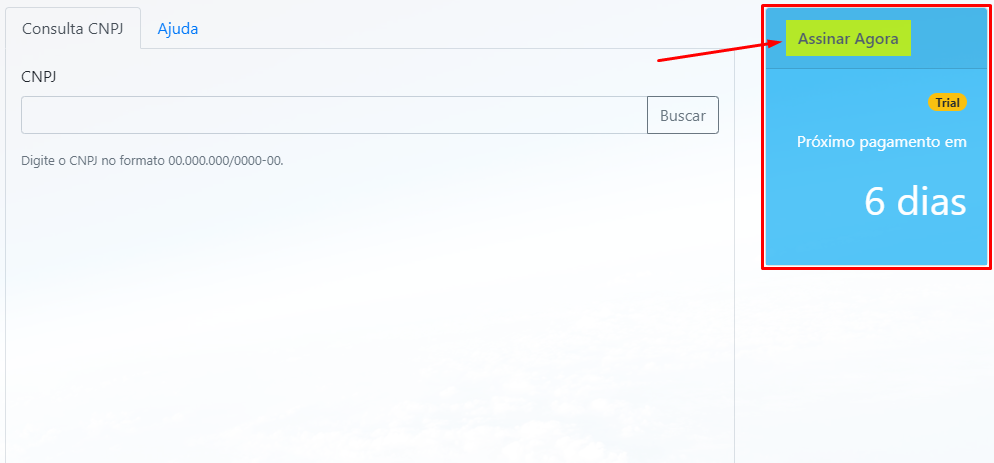 Consulta CNPJ
Ajuda
CNPJ
Buscar
Digite o CNPJ no formato 00.000.000/0000-00.
Assinar Agora
Trial
Próximo pagamento em
6 dias